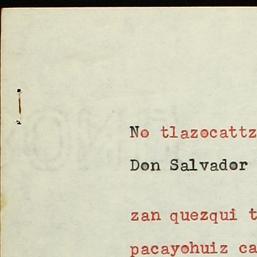 No tlazocattz
Don Salvador
zan quezqui t
pacayohuiz ca